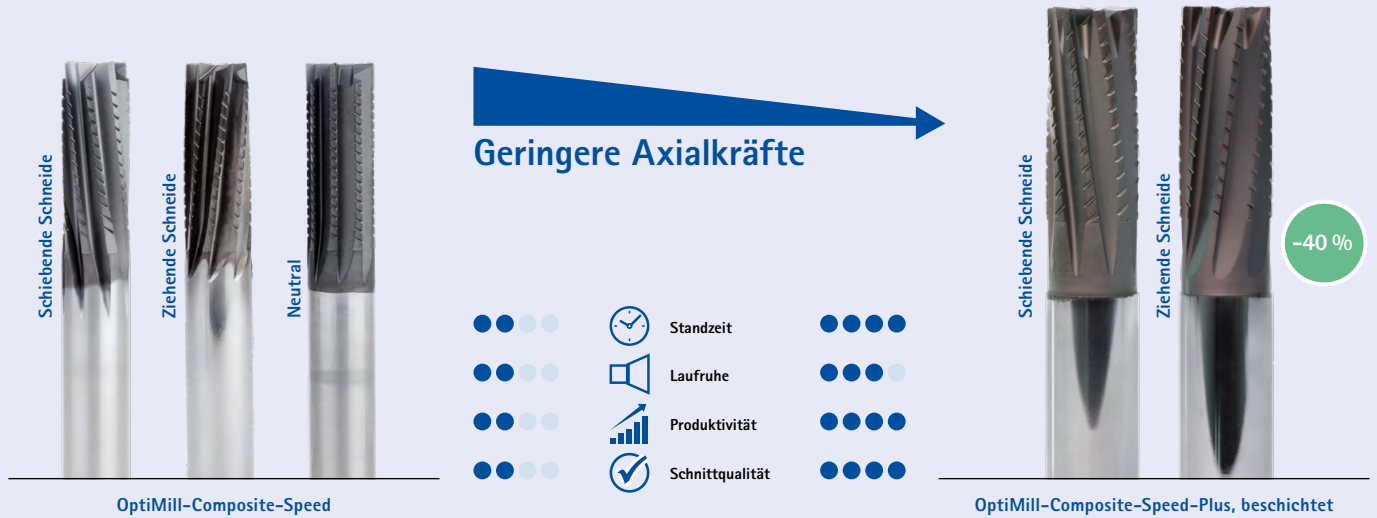 Schiebende Schneide
Ziehende Schneide
Neutral
OptiMill-Composite-Speed
Geringere Axialkräfte
Standzeit
Laufruhe
Produktivität
Schnittqualität
Schiebende Schneide
Ziehende Schneide
-40 %
OptiMill-Composite-Speed-Plus, beschichtet